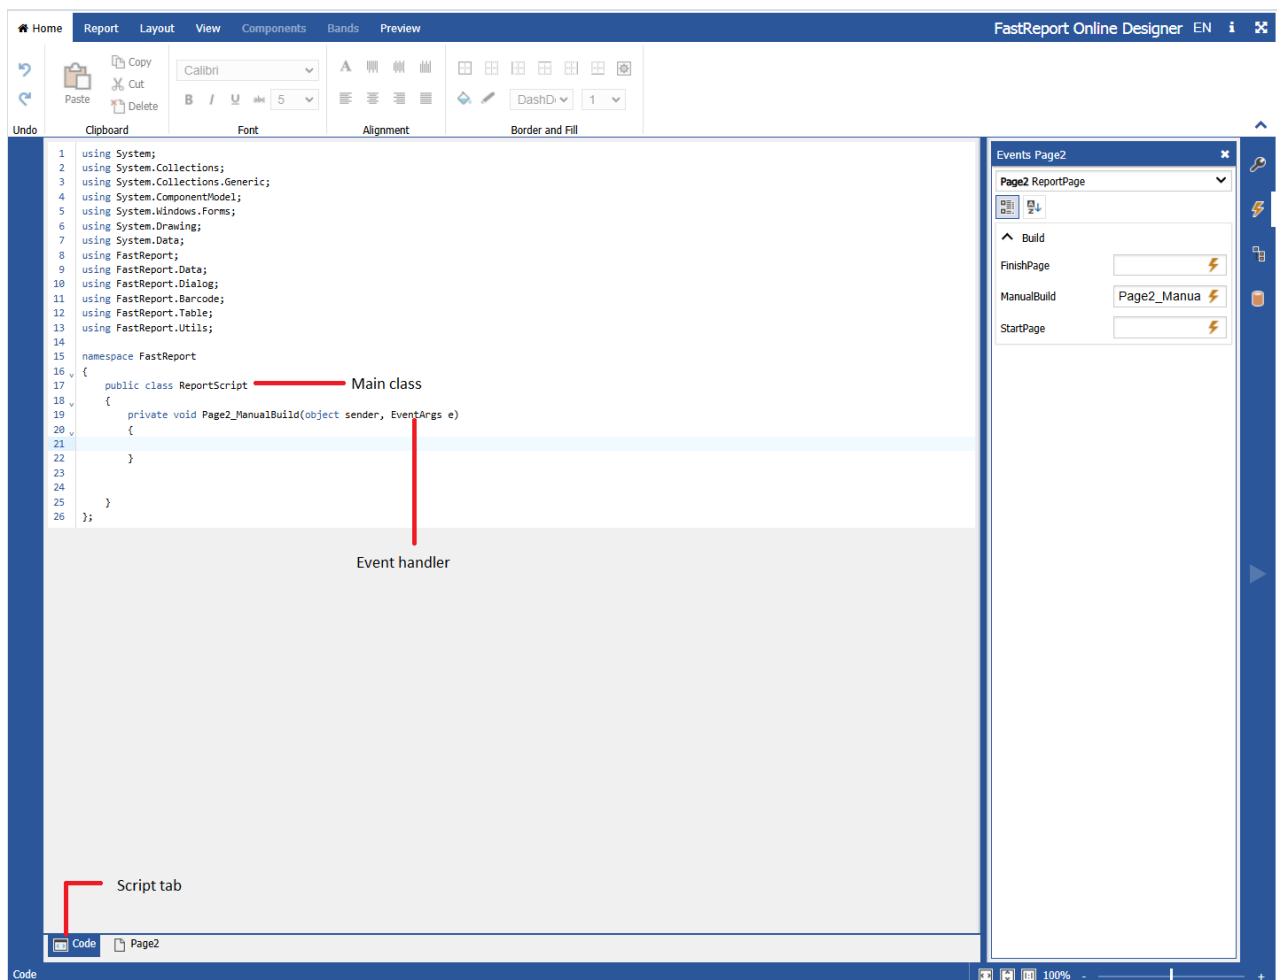 Home Report Layout View Components Bands Preview FastReport Online Designer EN i
Copy
Calibri
A
Cut
Paste
Delete
B I U abc 5
DashD 1
Undo Clipboard Font Alignment Border and Fill
1 using System;
2 using System.Collections;
3 using System.Collections.Generic;
4 using System.ComponentModel;
5 using System.Windows.Forms;
6 using System.Drawing;
7 using System.Data;
8 using FastReport;
9 using FastReport.Data;
10 using FastReport.Dialog;
11 using FastReport.Barcode;
12 using FastReport.Table;
13 using FastReport.Utils;
14
15 namespace FastReport
16 {
17 public class ReportScript
Main class
18 {
19 private void Page2_ManualBuild(object sender, EventArgs e)
20 {
21
22 }
23
24
25 }
26 };
Event handler
Script tab
Code Page2
Events Page2
Page2 ReportPage
A
Z
Build
FinishPage
ManualBuild Page2_Manua
StartPage
Code
1:1 100% - +